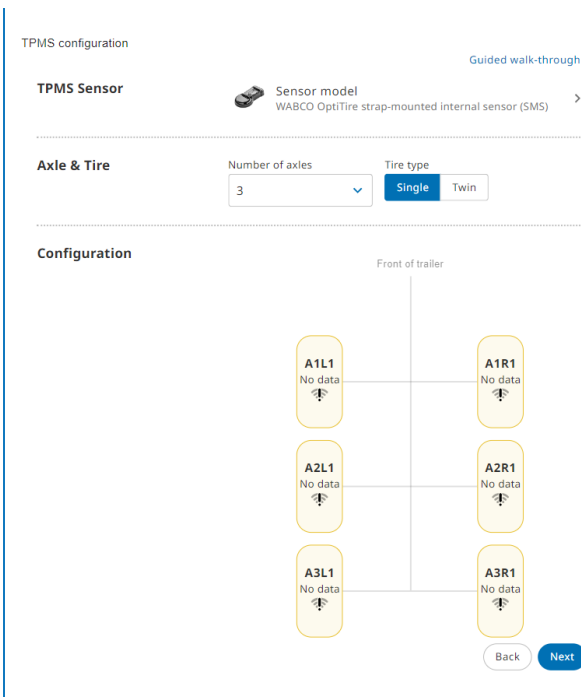 TPMS configuration
Guided walk-through
TPMS Sensor
Sensor model
WABCO OptiTire strap-mounted internal sensor (SMS)
Axle & Tire
Number of axles
Tire type
3
Single
Twin
Configuration
Front of trailer
A1L1
No data
A1R1
No data
A2L1
No data
A2R1
No data
A3L1
No data
A3R1
No data
Back
Next